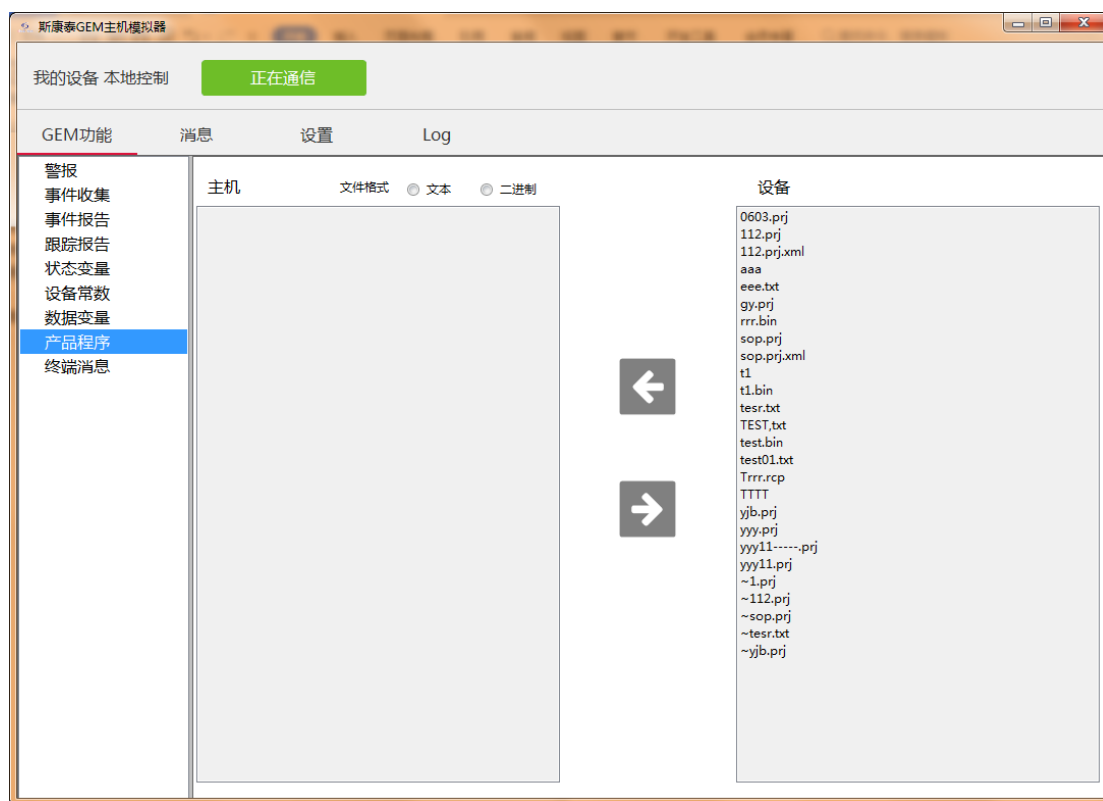 斯康泰GEM主机模拟器
我的设备 本地控制 正在通信
GEM功能 消息 设置 Log
警报
事件收集
事件报告
跟踪报告
状态变量
设备常数
数据变量
产品程序
终端消息
主机 文件格式 文本 二进制
设备
0603.prj
112.prj
112.prj.xml
aaa
eee.txt
gy.prj
rrr.bin
sop.prj
sop.prj.xml
t1
t1.bin
tesr.txt
TEST,txt
test.bin
test01.txt
Trrr.rcp
TTTT
yjb.prj
yyy.prj
yyy11-----.prj
yyy11.prj
~1.prj
~112.prj
~sop.prj
~tesr.txt
~yjb.prj